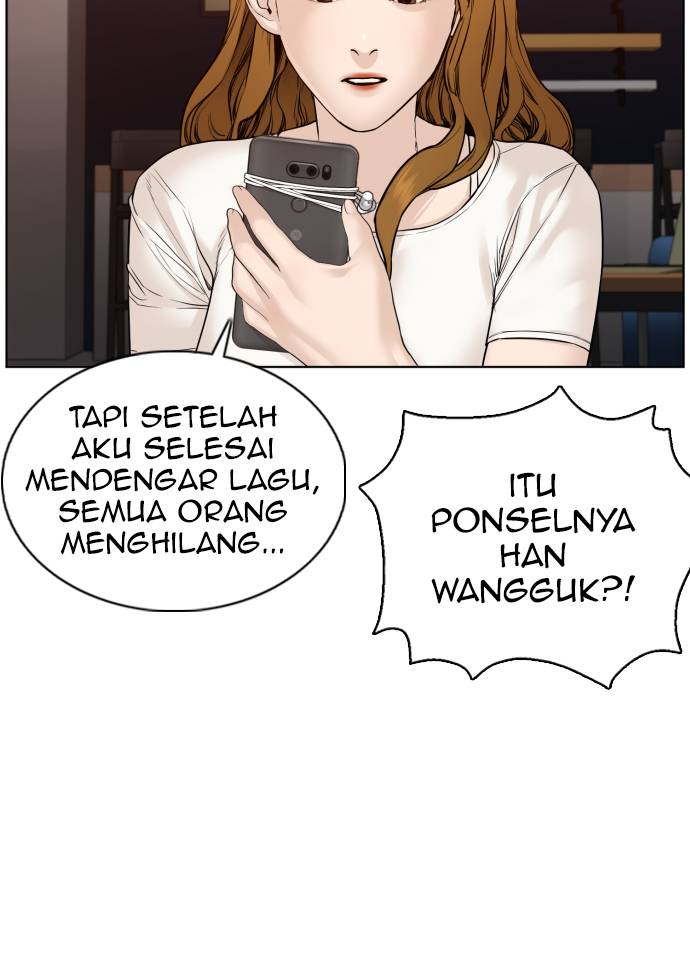 TAPI SETELAH
AKU SELESAI
MENDENGAR LAGU,
SEMUA ORANG
MENGHILANG...
ITU
PONSELNYA
HAN
WANGGUK?!